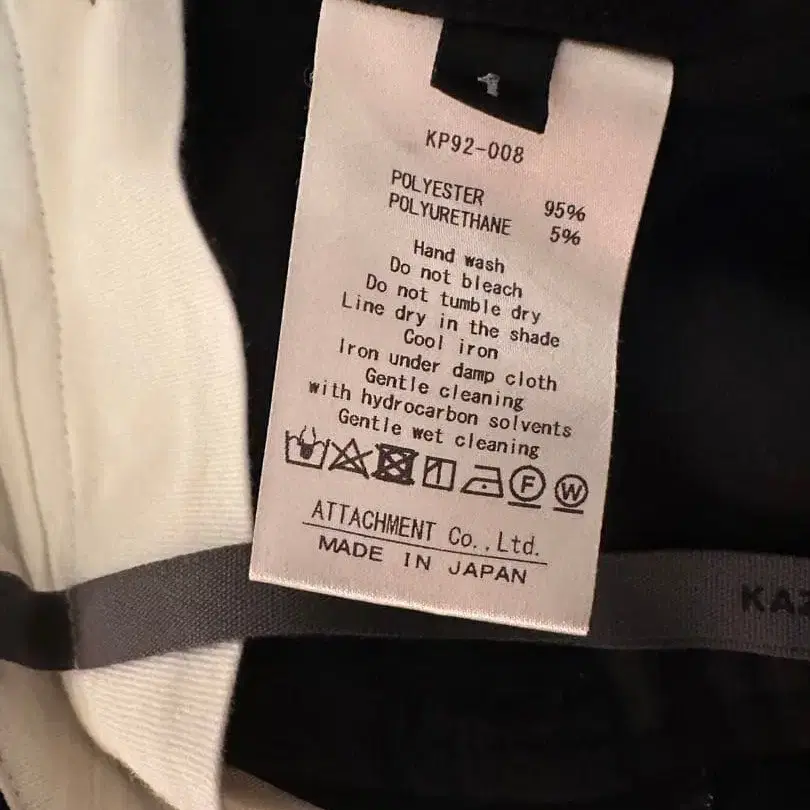 1
KP92-008
POLYESTER 95%
POLYURETHANE 5%
Hand wash
Do not bleach
Do not tumble dry
Line dry in the shade
Cool iron
Iron under damp cloth
Gentle cleaning
with hydrocarbon solvents
Gentle wet cleaning
F W
ATTACHMENT Co.,Ltd.
MADE IN JAPAN